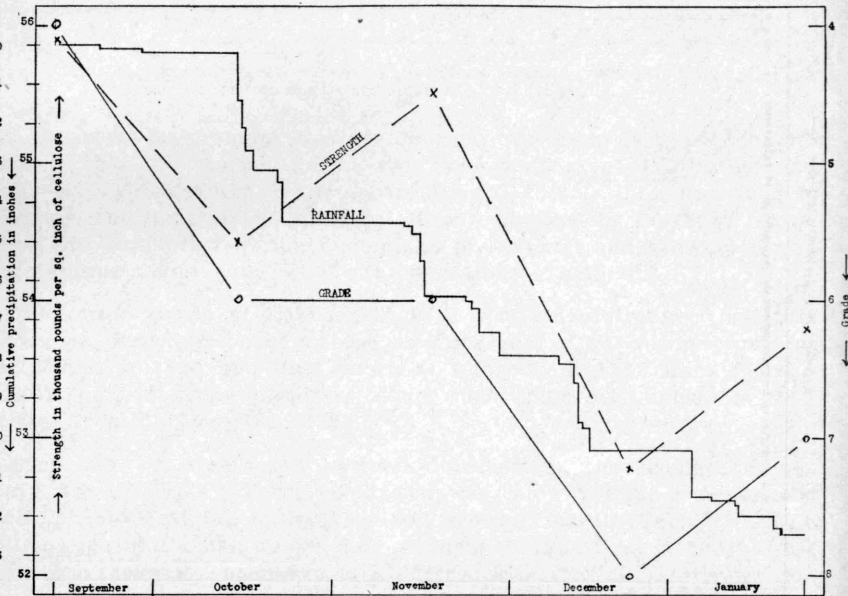 56
55
54
53
52
Cumulative precipitation in inches
Strength in thousand pounds per sq. inch of cellulose
STRENGTH
RAINFALL
GRADE
4
5
6
7
8
Grade
September
October
November
December
January